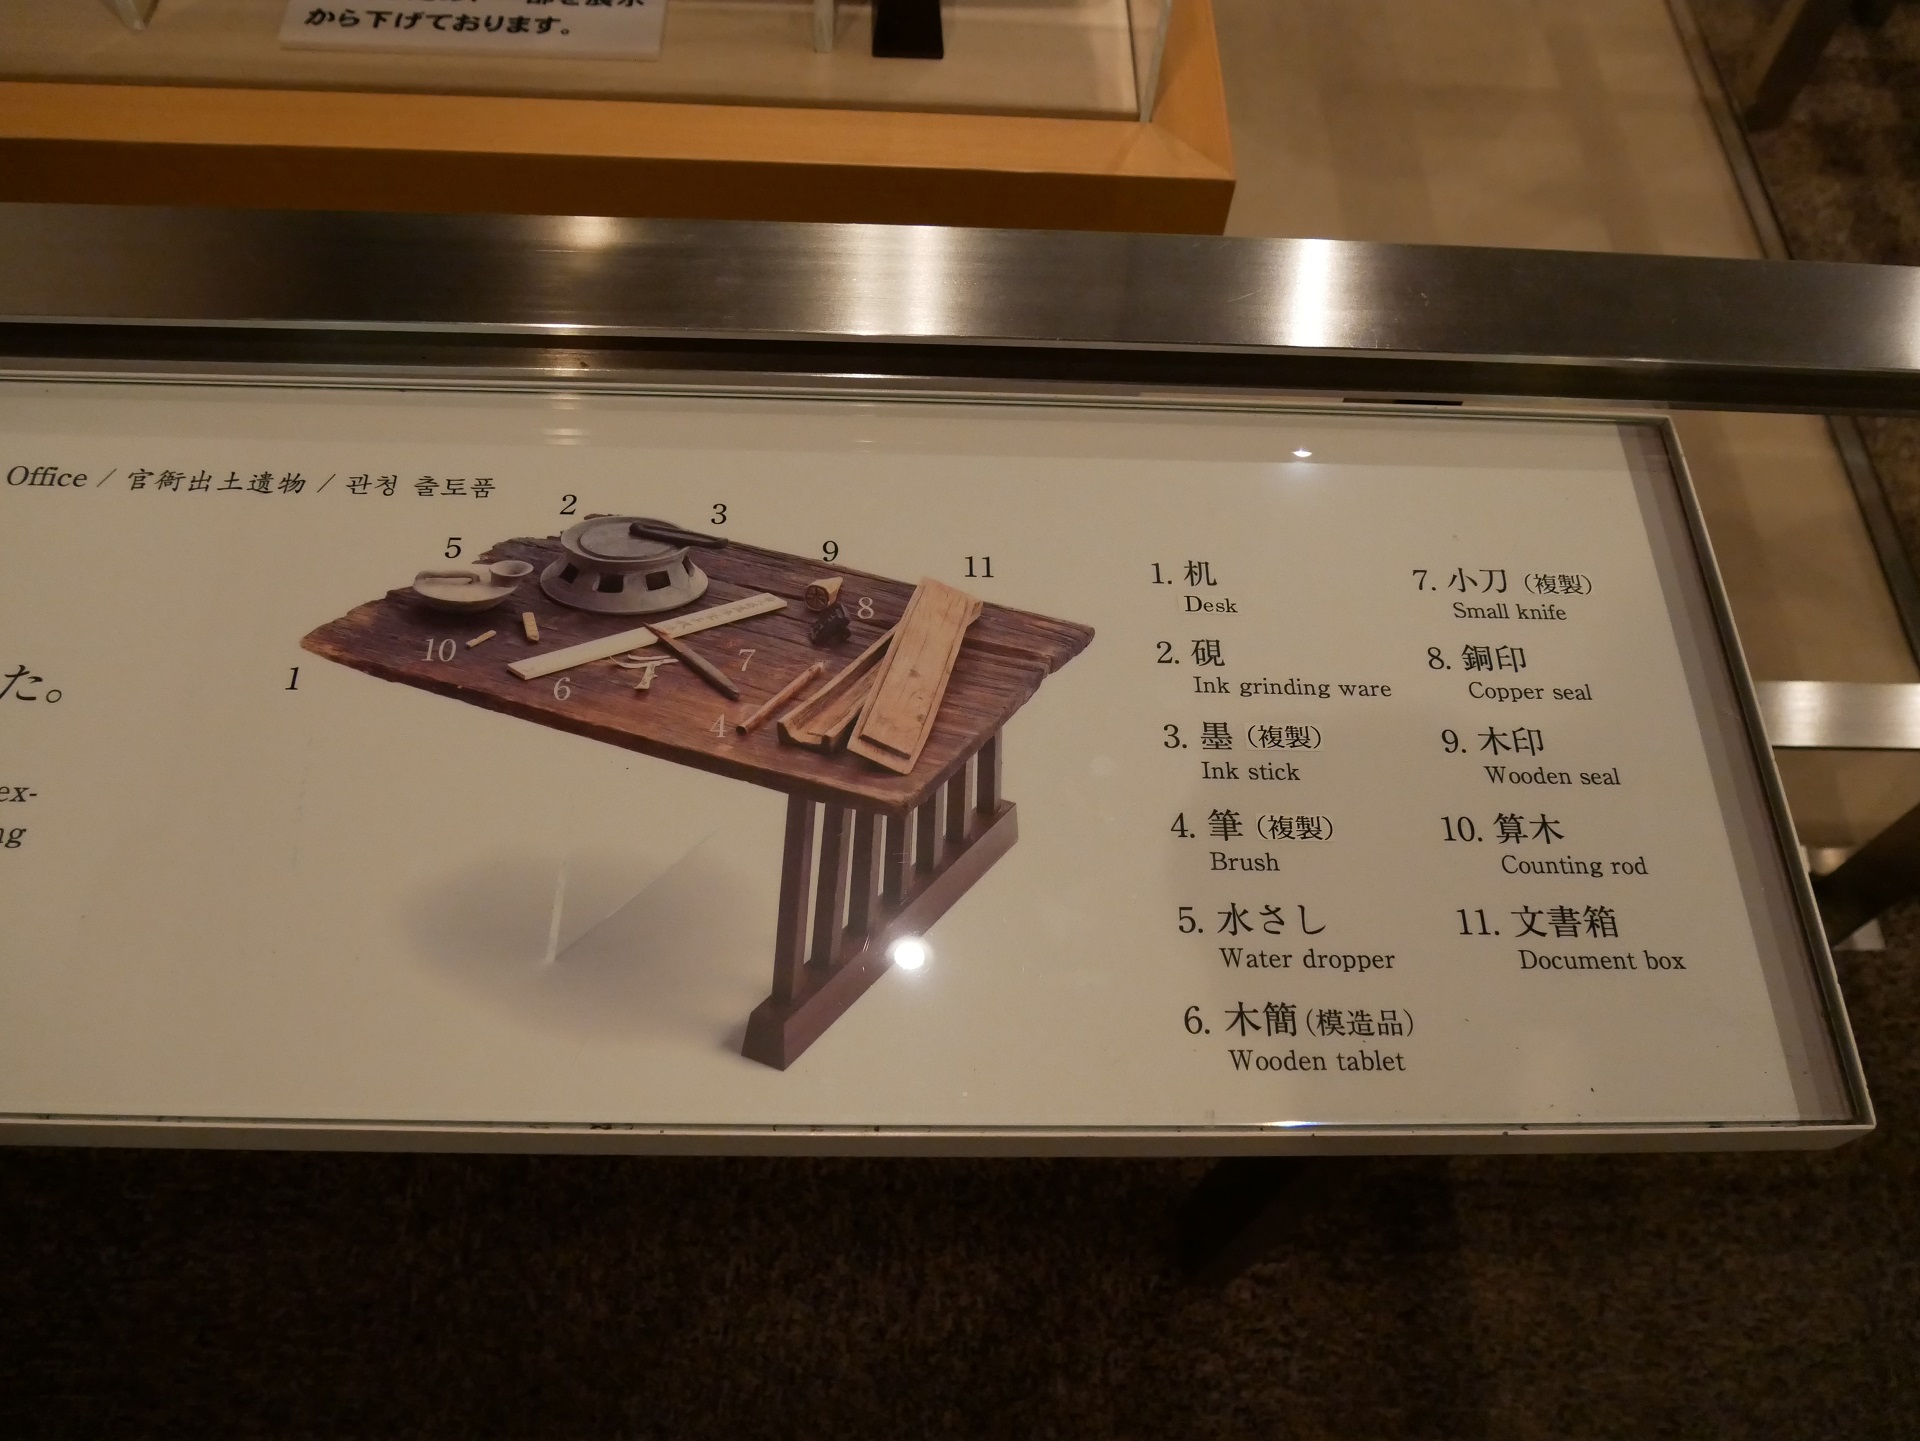 から下げております。
Office / 官衙出土遺物 / 관청 출토품
た。
ex-
ng
2
3
5
9
11
8
10
7
6
1
4
1. 机
Desk
2. 硯
Ink grinding ware
3. 墨（複製）
Ink stick
4. 筆（複製）
Brush
5. 水さし
Water dropper
6. 木簡(模造品)
Wooden tablet
7. 小刀（複製）
Small knife
8. 銅印
Copper seal
9. 木印
Wooden seal
10. 算木
Counting rod
11. 文書箱
Document box